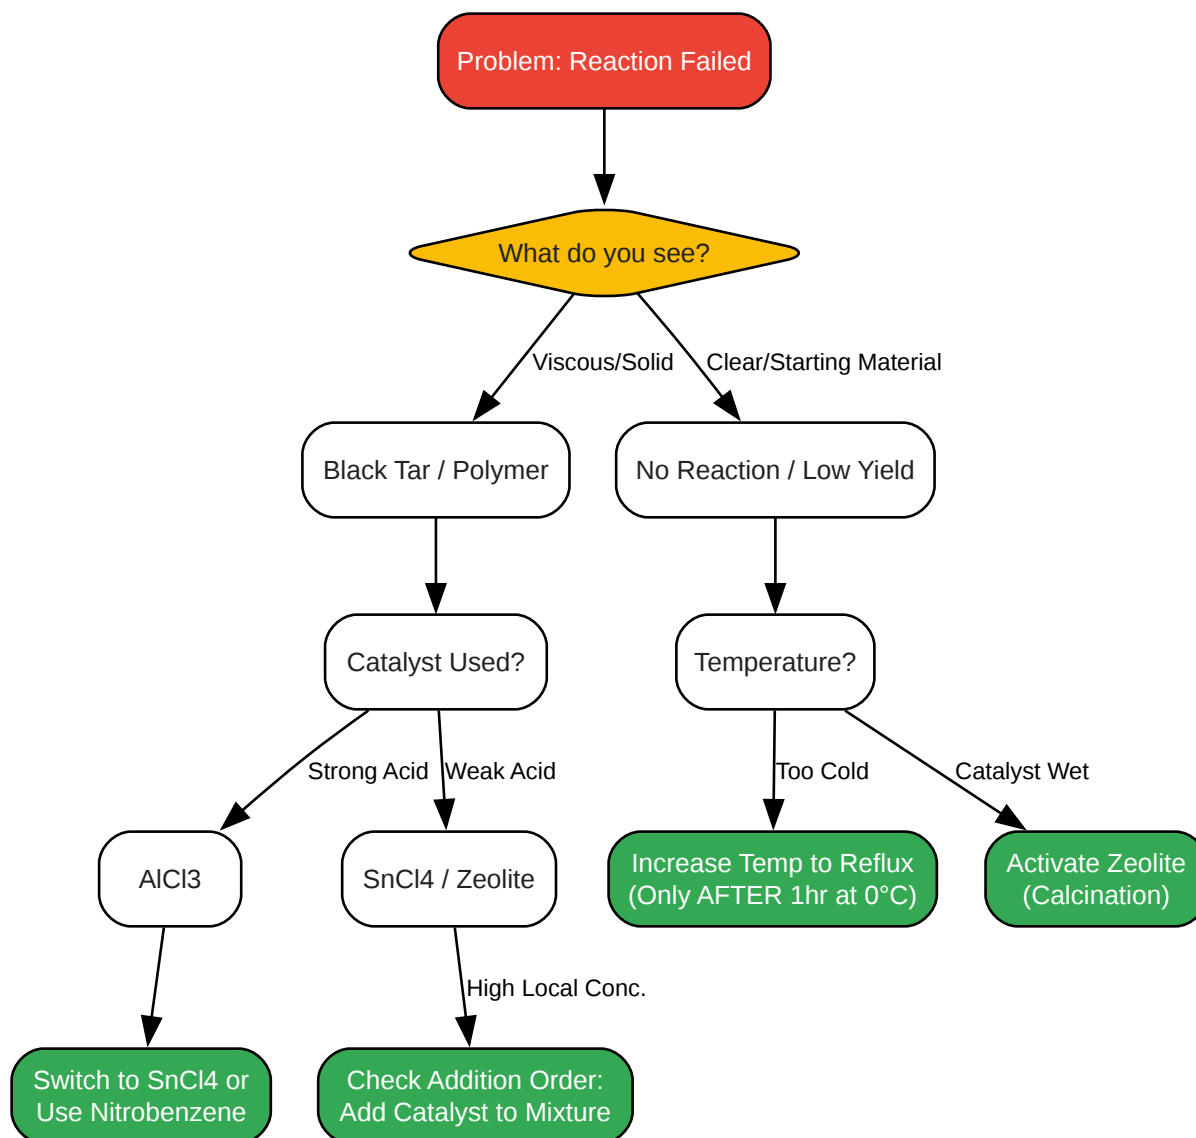 Problem: Reaction Failed
What do you see?
Viscous/Solid
Clear/Starting Material
Black Tar / Polymer
No Reaction / Low Yield
Catalyst Used?
Temperature?
Strong Acid
Weak Acid
Too Cold
Catalyst Wet
AlCl3
SnCl4 / Zeolite
Increase Temp to Reflux
(Only AFTER 1hr at 0°C)
Activate Zeolite
(Calcination)
High Local Conc.
Switch to SnCl4 or
Use Nitrobenzene
Check Addition Order:
Add Catalyst to Mixture